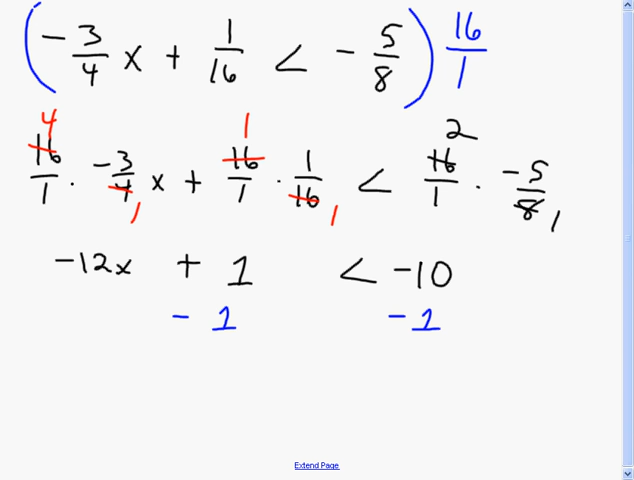 (-3/4 x + 1/16 < -5/8) 16/1
4 1 2
16/1 · -3/4 x + 16/1 · 1/16 < 16/1 · -5/8
1 1 1
-12x + 1 < -10
- 1 - 1
Extend Page